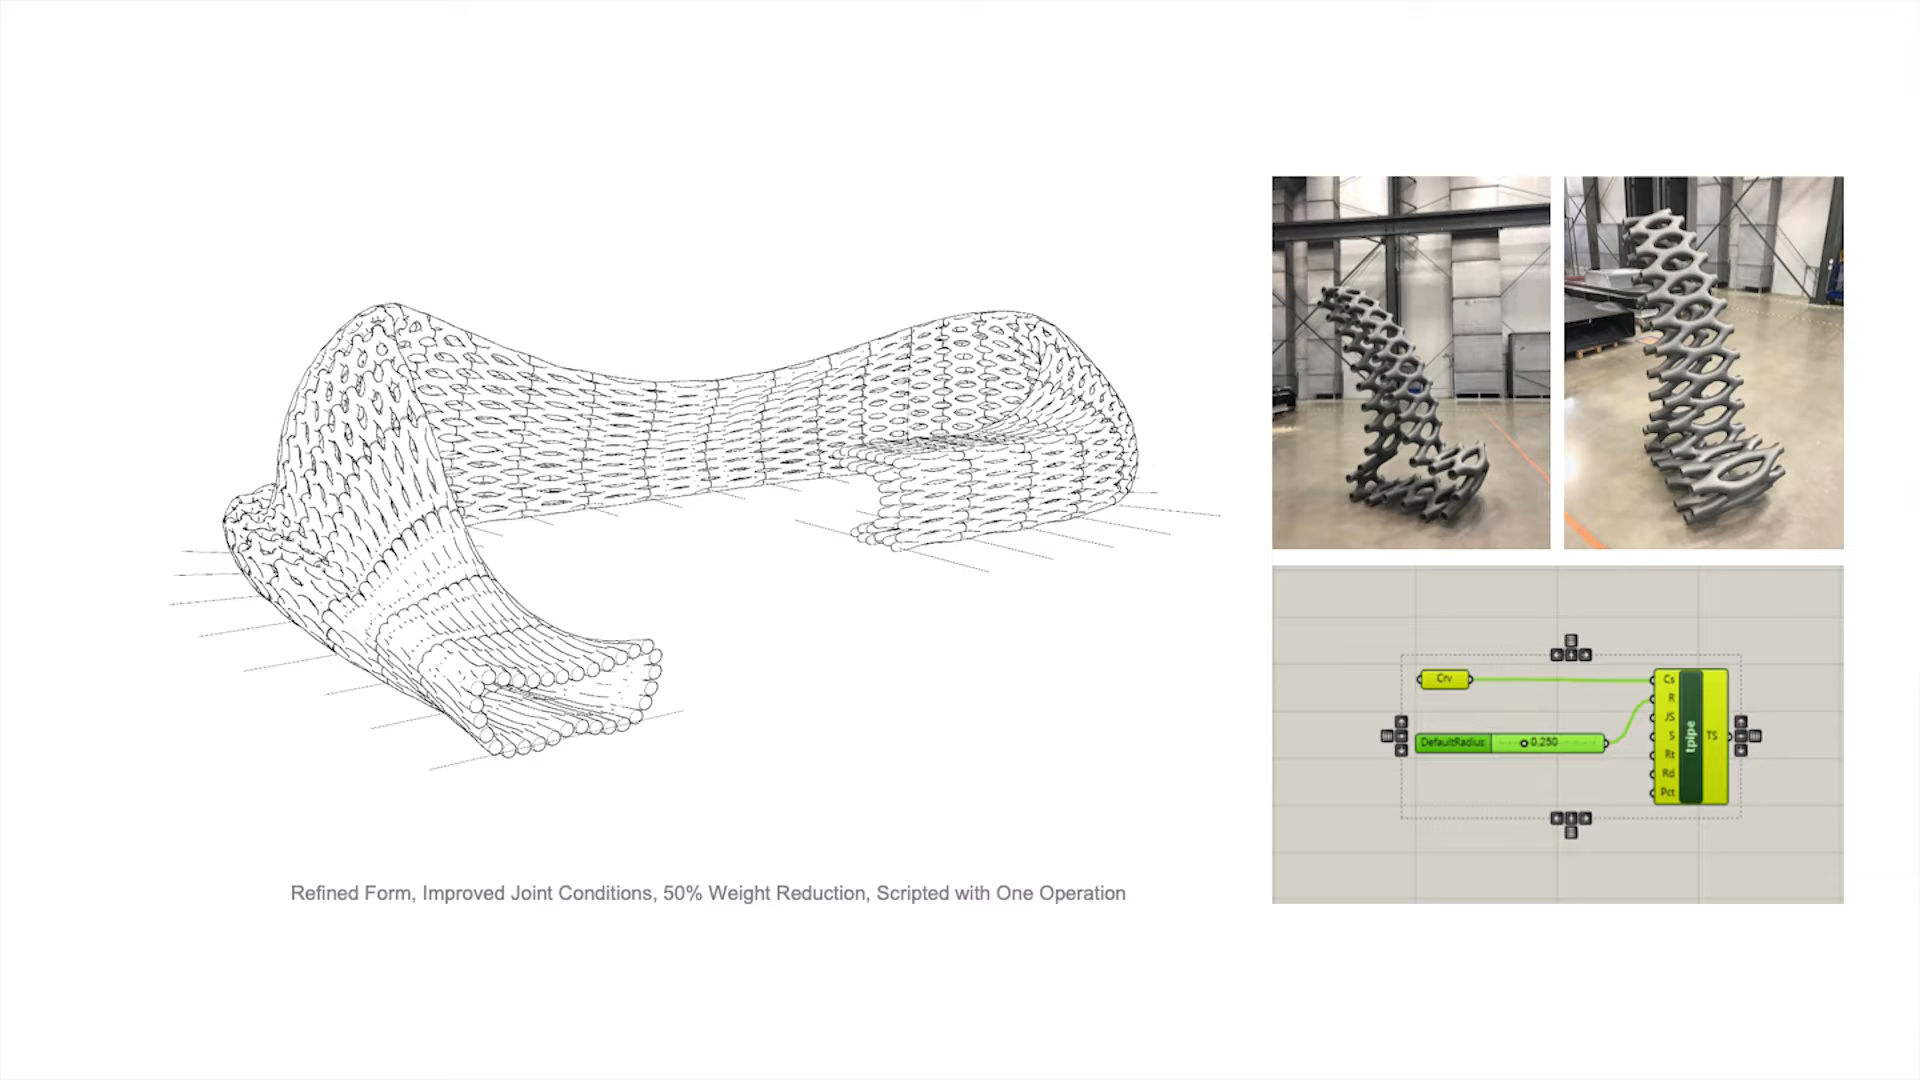 Crv
DefaultRadius 0.250
Cs
R
JS
S
Rt
Rd
Pct
tpipe
TS
Refined Form, Improved Joint Conditions, 50% Weight Reduction, Scripted with One Operation